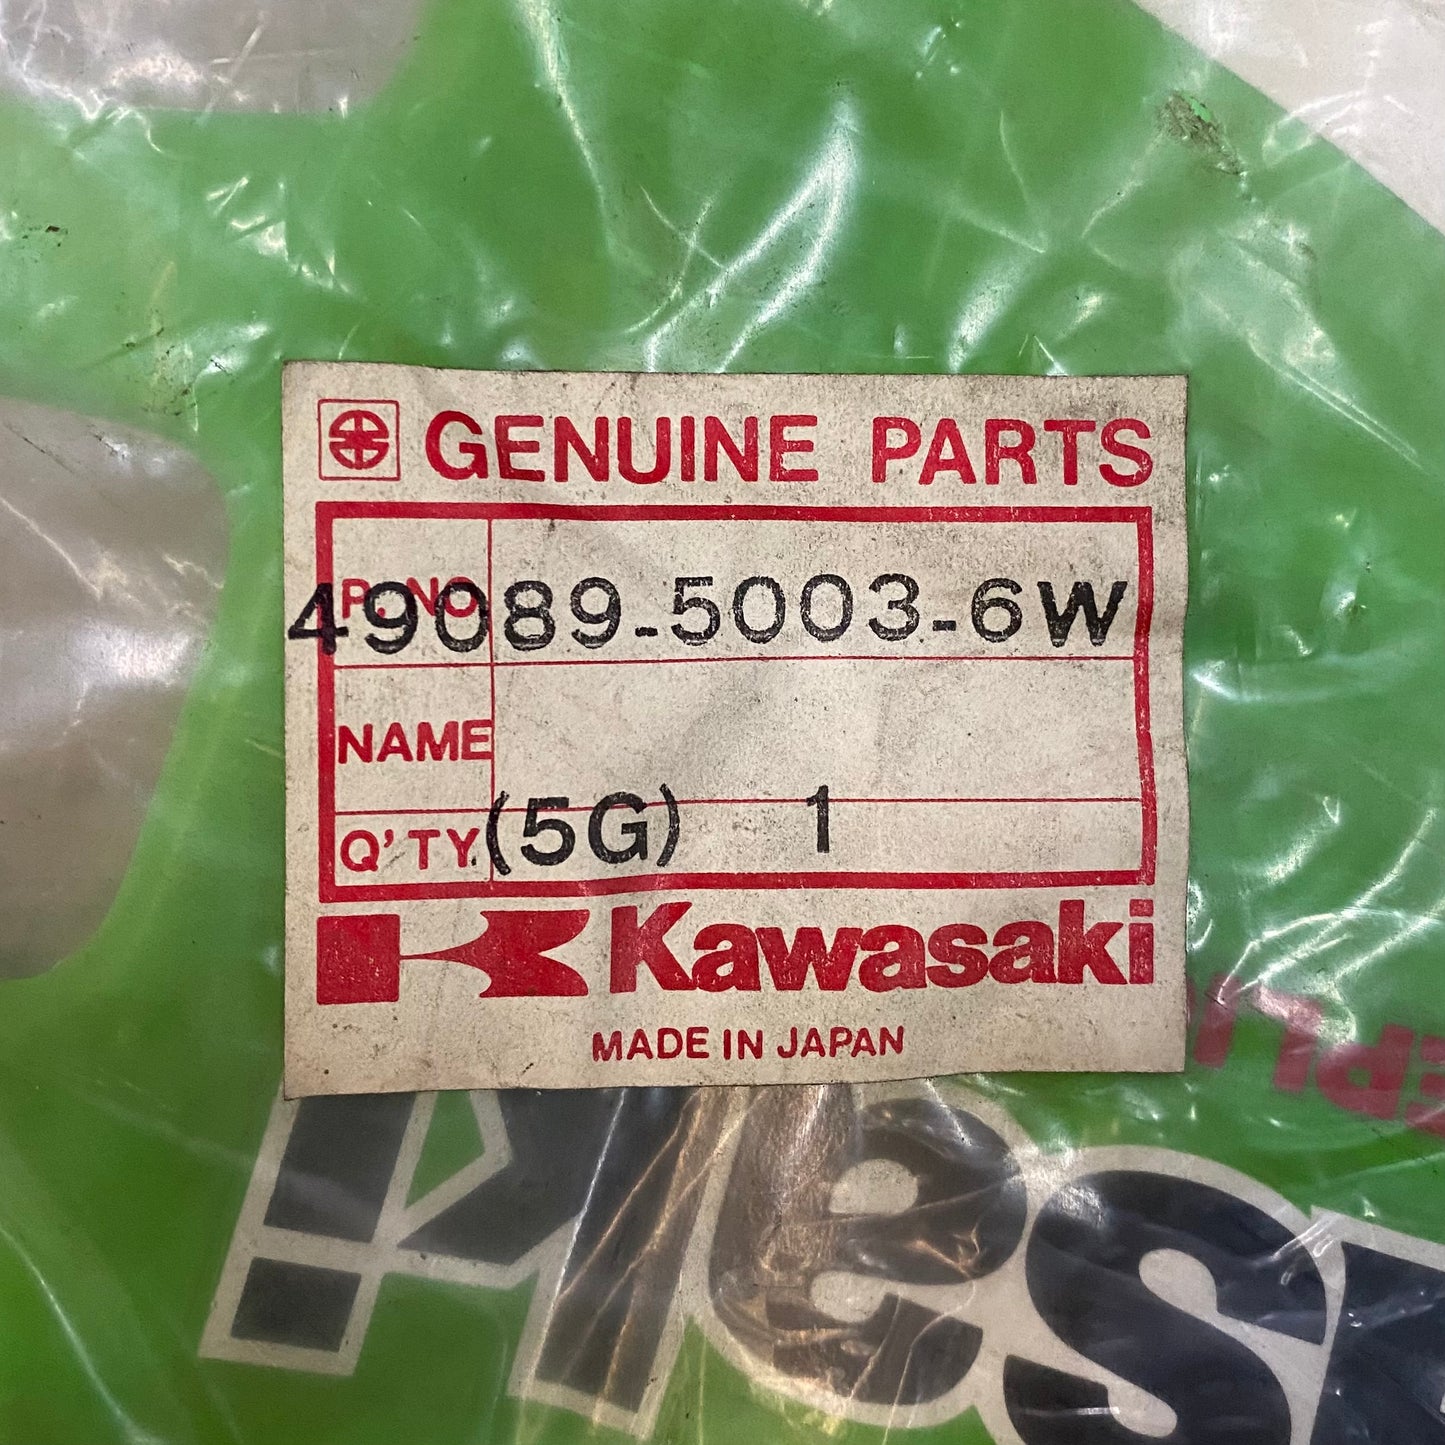 GENUINE PARTS
P. NO. 49089-5003-6W
NAME
Q'TY (5G) 1
Kawasaki
MADE IN JAPAN